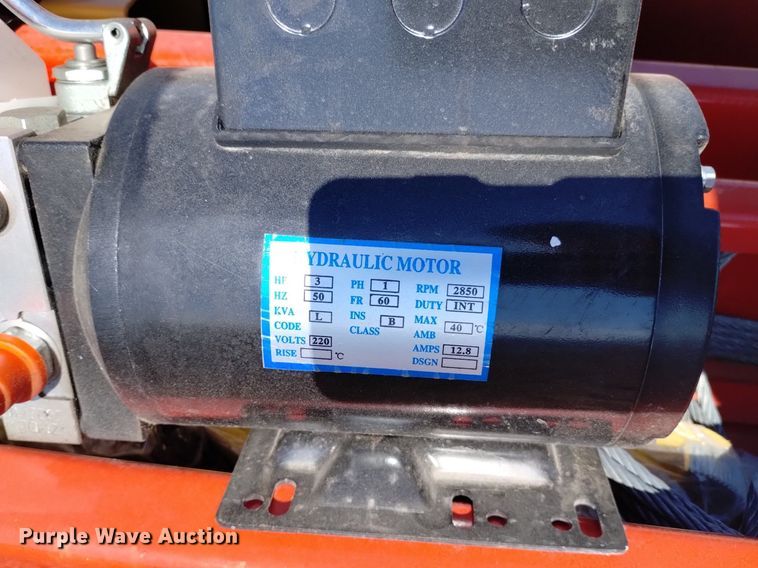 YDRAULIC MOTOR
HP 3 PH 1 RPM 2850
HZ 50 FR 60 DUTY INT
KVA CODE L INS CLASS B MAX AMB 40 °C
VOLTS 220 AMPS 12.8
RISE °C DSGN
Purple Wave Auction